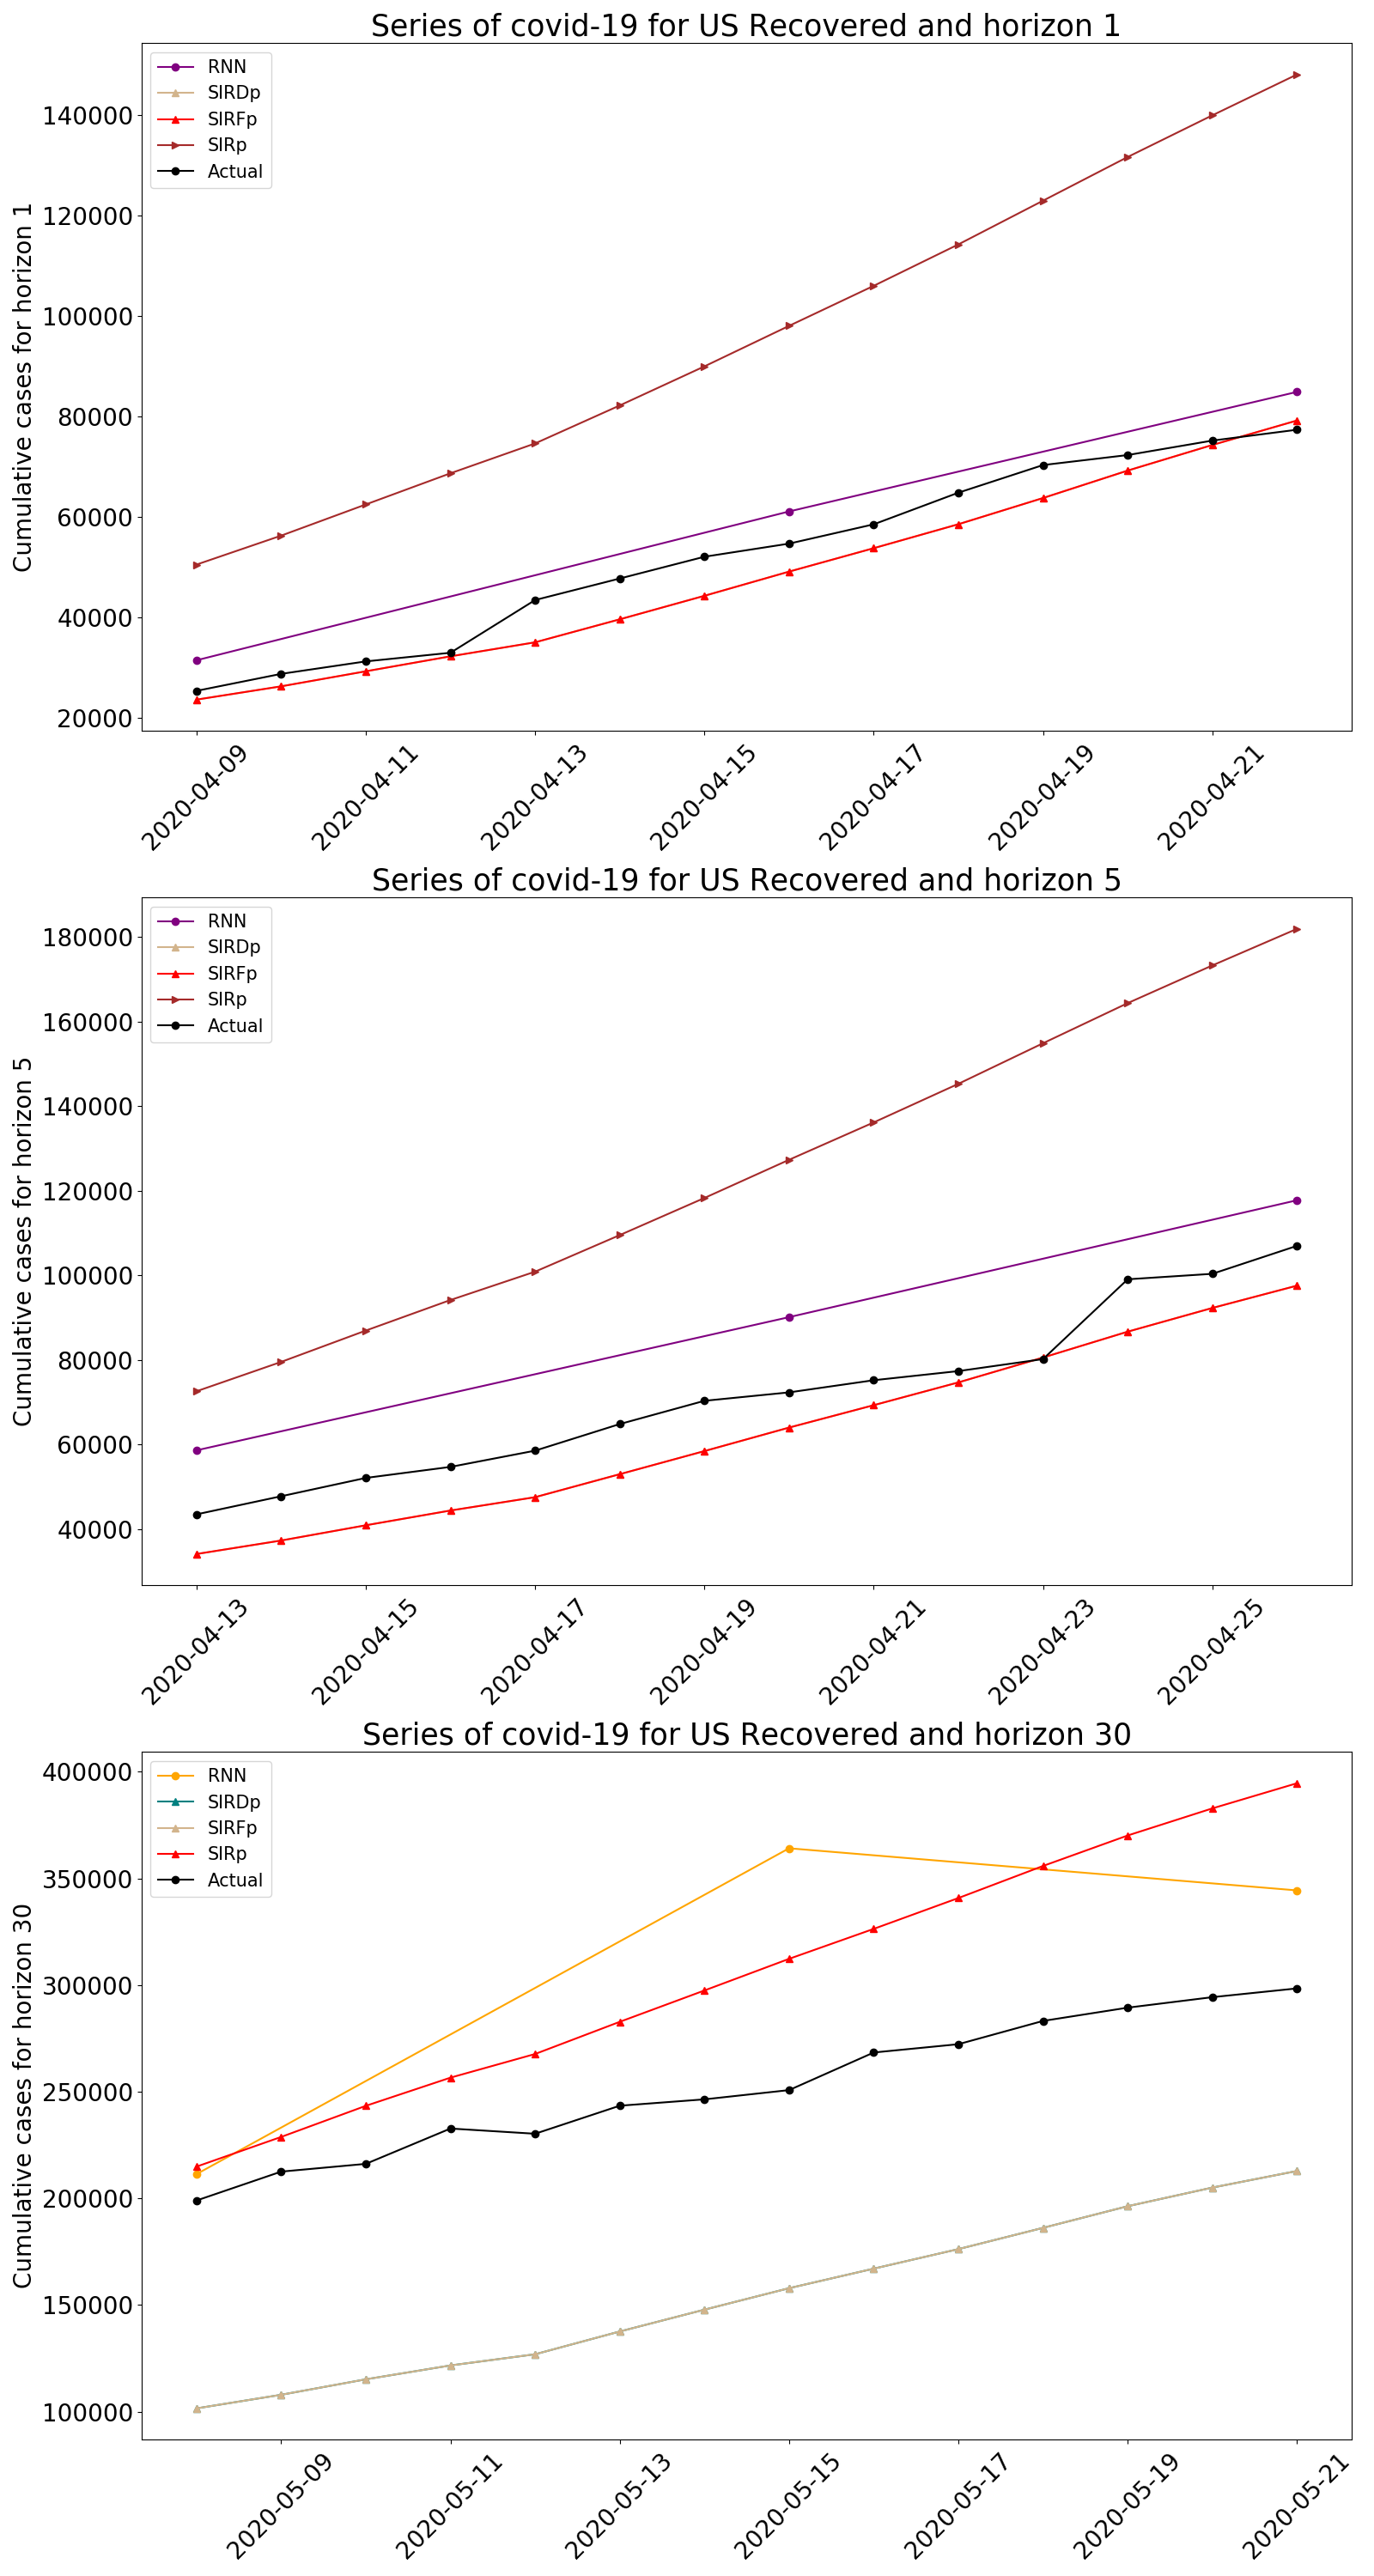 Series of covid-19 for US Recovered and horizon 1
RNN
SIRDp
SIRFp
SIRp
Actual
Cumulative cases for horizon 1
140000
120000
100000
80000
60000
40000
20000
2020-04-09
2020-04-11
2020-04-13
2020-04-15
2020-04-17
2020-04-19
2020-04-21
Series of covid-19 for US Recovered and horizon 5
RNN
SIRDp
SIRFp
SIRp
Actual
Cumulative cases for horizon 5
180000
160000
140000
120000
100000
80000
60000
40000
2020-04-13
2020-04-15
2020-04-17
2020-04-19
2020-04-21
2020-04-23
2020-04-25
Series of covid-19 for US Recovered and horizon 30
RNN
SIRDp
SIRFp
SIRp
Actual
Cumulative cases for horizon 30
400000
350000
300000
250000
200000
150000
100000
2020-05-09
2020-05-11
2020-05-13
2020-05-15
2020-05-17
2020-05-19
2020-05-21